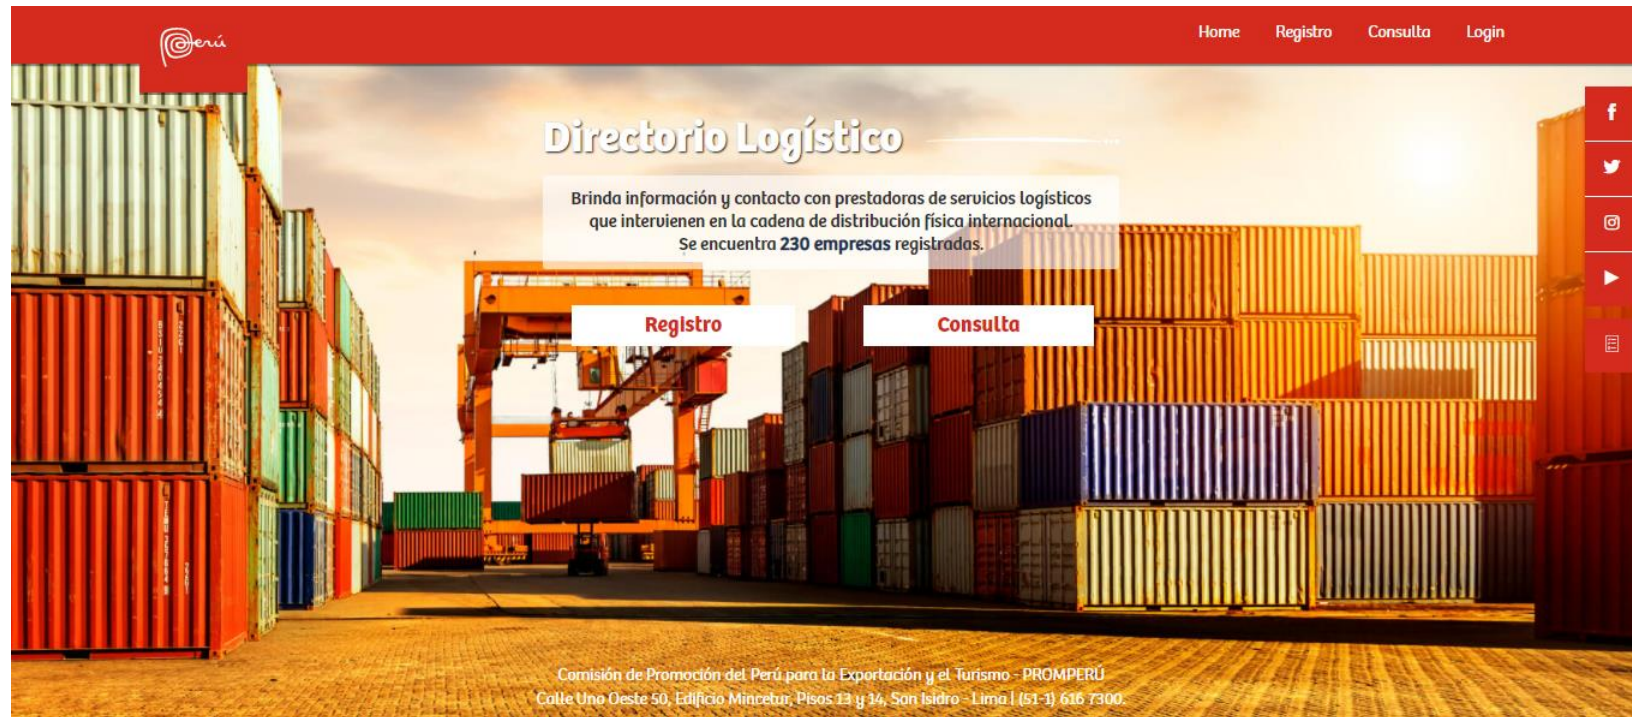 Perú
Home Registro Consulta Login
Directorio Logístico
Brinda información y contacto con prestadoras de servicios logísticos
que intervienen en la cadena de distribución física internacional.
Se encuentra 230 empresas registradas.
Registro Consulta
Comisión de Promoción del Perú para la Exportación y el Turismo - PROMPERÚ
Calle Uno Oeste 50, Edificio Mincetur, Pisos 13 y 14, San Isidro - Lima | (51-1) 616 7300.